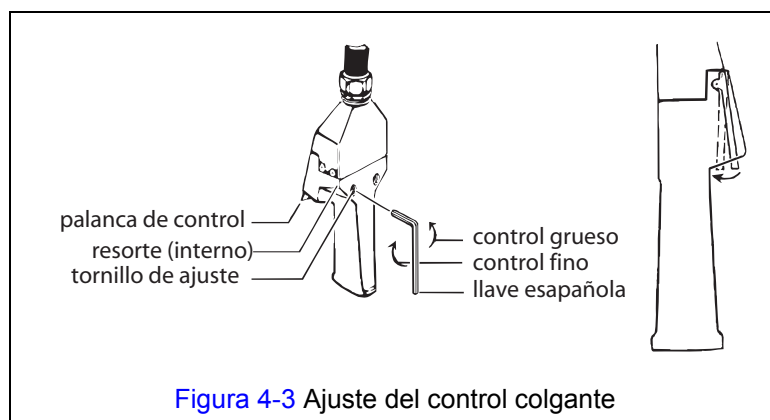 palanca de control
resorte (interno)
tornillo de ajuste
control grueso
control fino
llave esapañola
Figura 4-3 Ajuste del control colgante